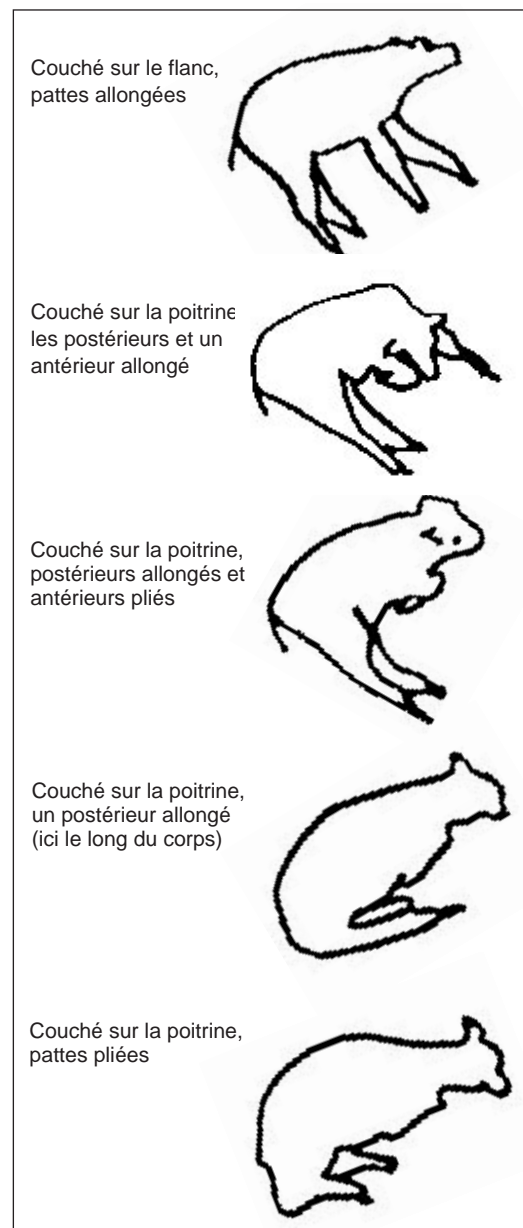 Couché sur le flanc,
pattes allongées
Couché sur la poitrine
les postérieurs et un
antérieur allongé
Couché sur la poitrine,
postérieurs allongés et
antérieurs pliés
Couché sur la poitrine,
un postérieur allongé
(ici le long du corps)
Couché sur la poitrine,
pattes pliées